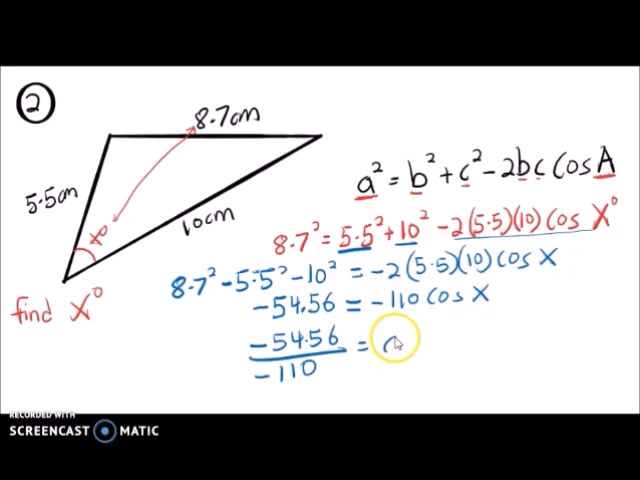 2
8.7cm
5.5cm
10cm
x°
find X°
a² = b² + c² - 2bc Cos A
8.7² = 5.5² + 10² - 2(5.5)(10) Cos X°
8.7² - 5.5² - 10² = -2(5.5)(10) Cos X
-54.56 = -110 Cos X
-54.56
-110
= c
RECORDED WITH
SCREENCAST MATIC